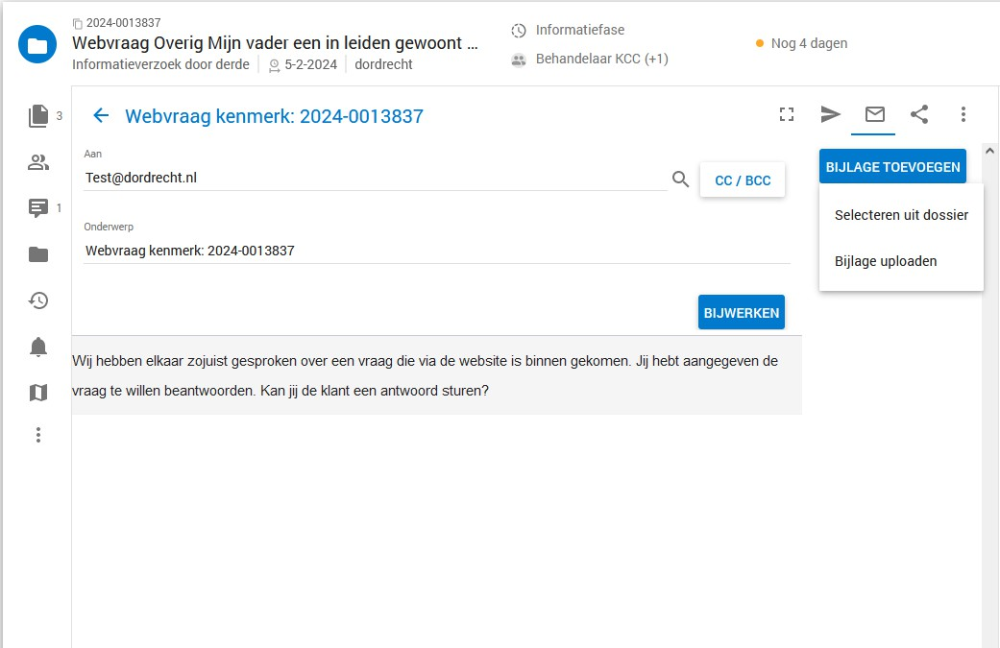 2024-0013837
Webvraag Overig Mijn vader een in leiden gewoont ...
Informatieverzoek door derde 5-2-2024 dordrecht
Informatiefase
Behandelaar KCC (+1)
Nog 4 dagen
3
1
Webvraag kenmerk: 2024-0013837
Aan
Test@dordrecht.nl
CC / BCC
Onderwerp
Webvraag kenmerk: 2024-0013837
BIJWERKEN
Wij hebben elkaar zojuist gesproken over een vraag die via de website is binnen gekomen. Jij hebt aangegeven de
vraag te willen beantwoorden. Kan jij de klant een antwoord sturen?
BIJLAGE TOEVOEGEN
Selecteren uit dossier
Bijlage uploaden